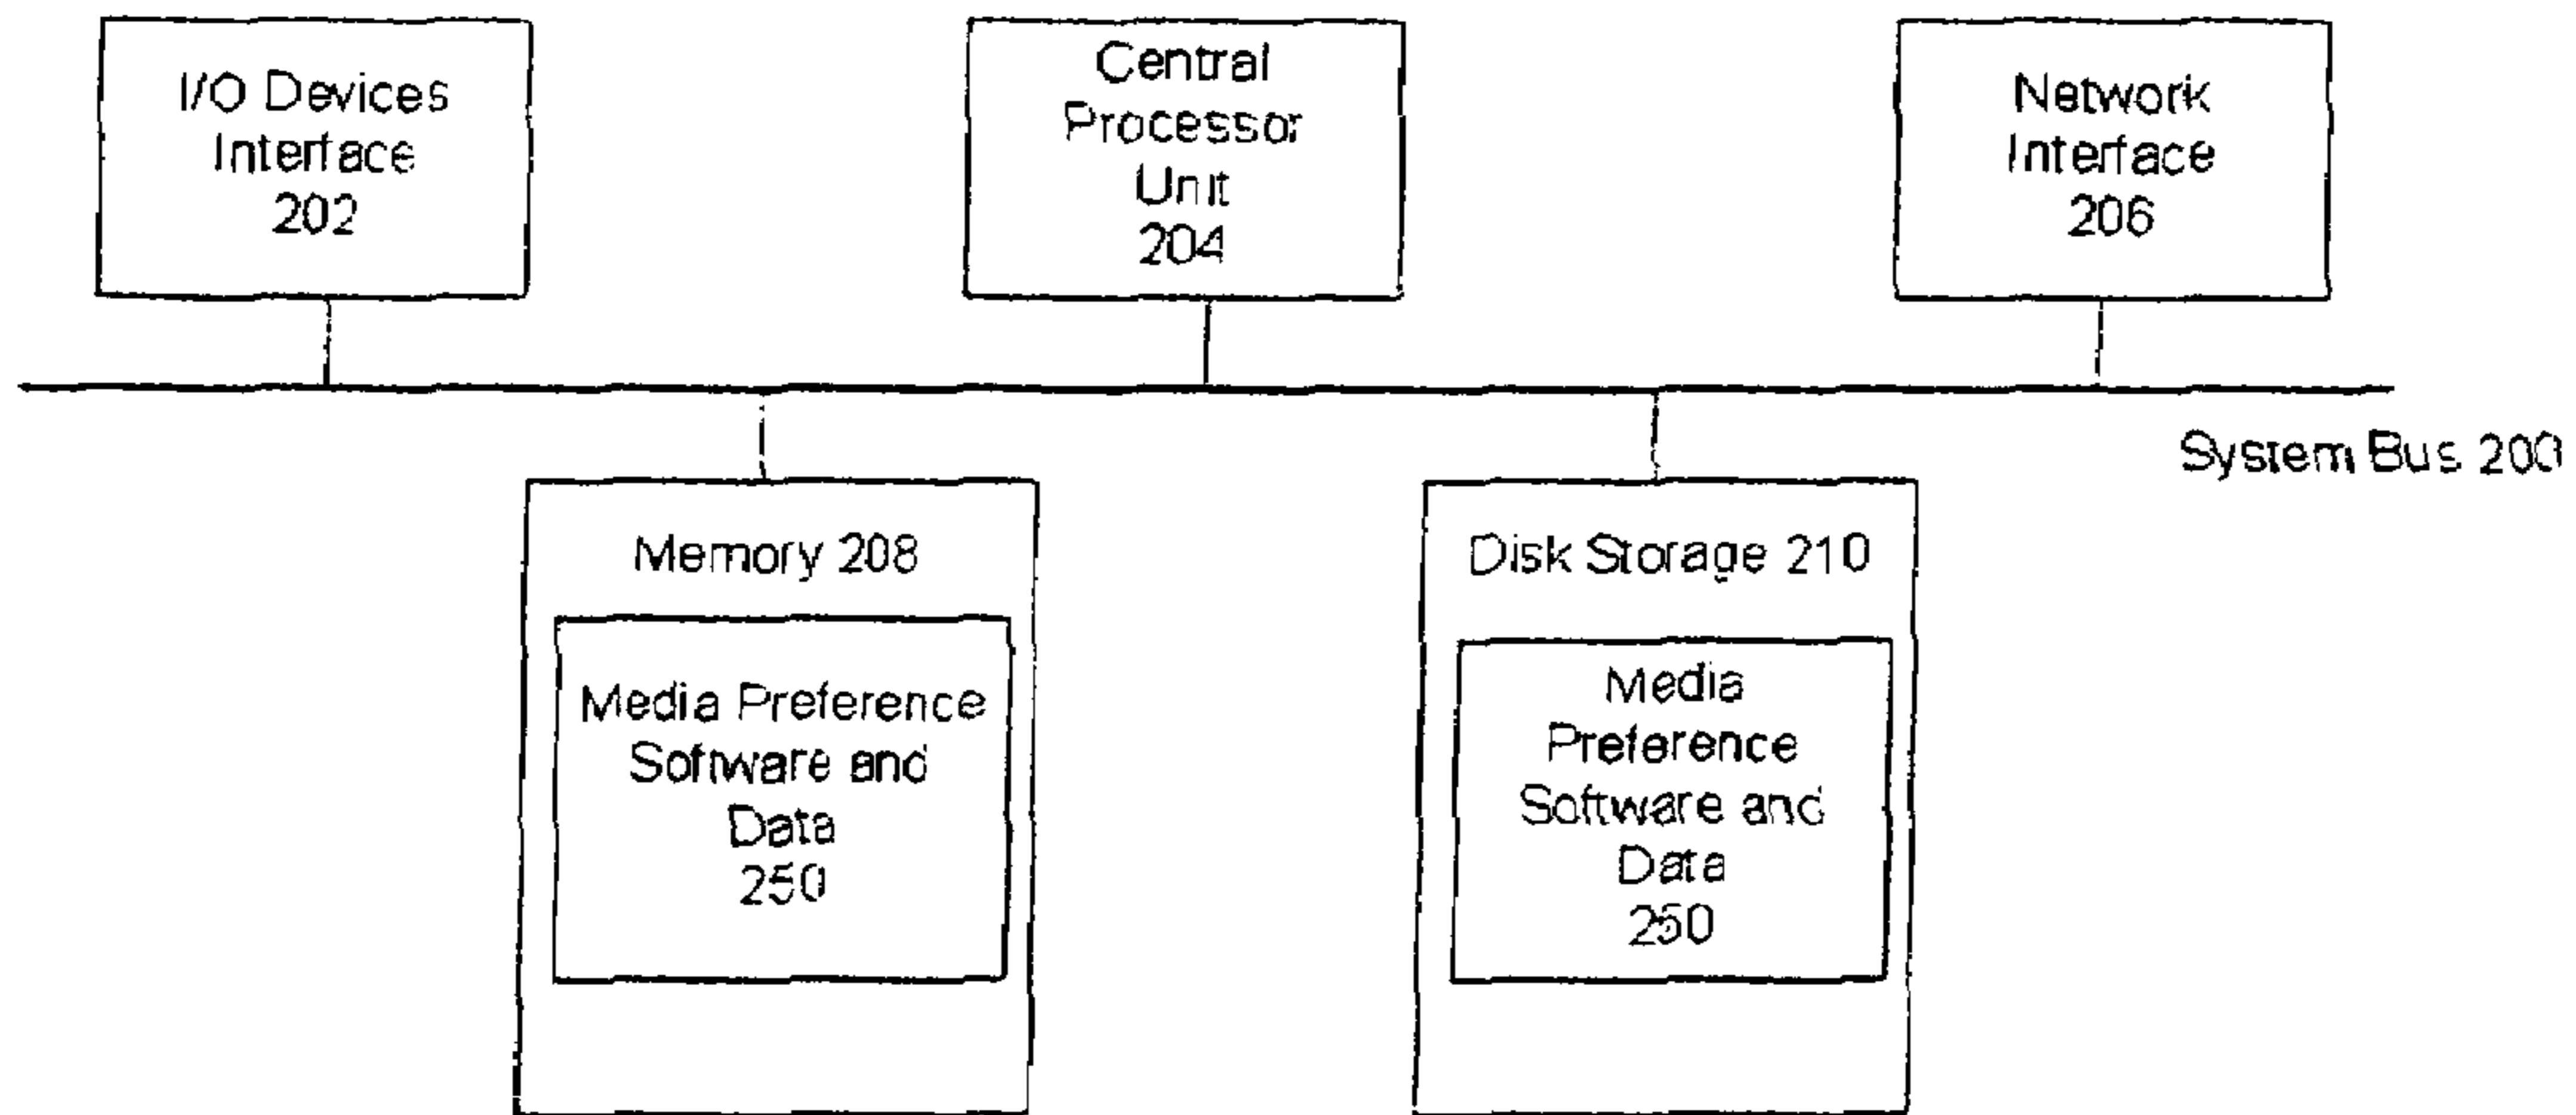 I/O Devices
Interface
202
Central
Processor
Unit
204
Network
Interface
206
System Bus 200
Memory 208
Media Preference
Software and
Data
250
Disk Storage 210
Media
Preference
Software and
Data
250